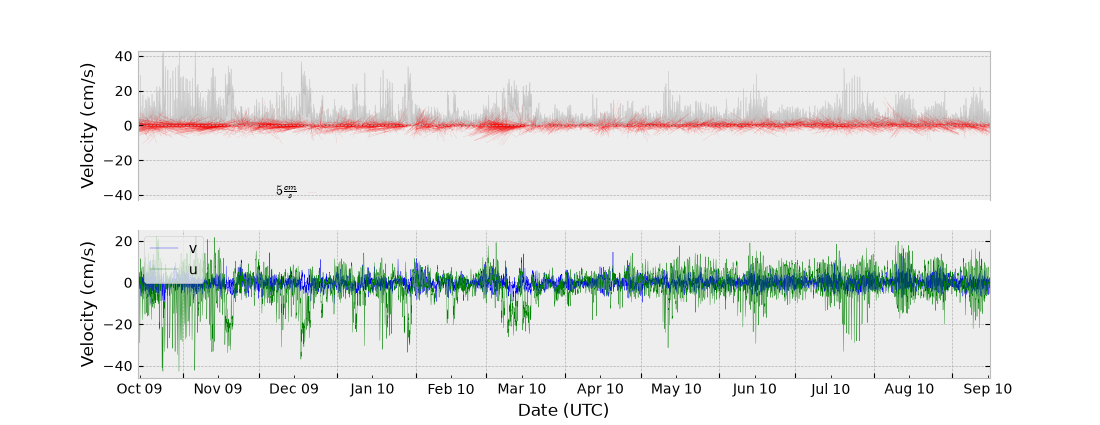 40
20
0
−20
−40
Velocity (cm/s)
5 cm/s
20
0
−20
−40
Velocity (cm/s)
v
u
Oct 09 Nov 09 Dec 09 Jan 10 Feb 10 Mar 10 Apr 10 May 10 Jun 10 Jul 10 Aug 10 Sep 10
Date (UTC)